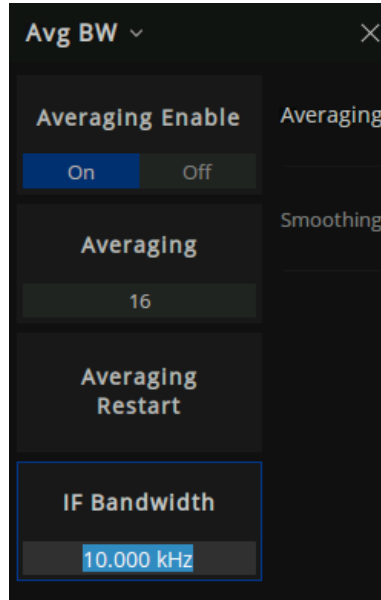 Avg BW
Averaging Enable
On Off
Averaging
16
Averaging
Restart
IF Bandwidth
10.000 kHz
Averaging
Smoothing